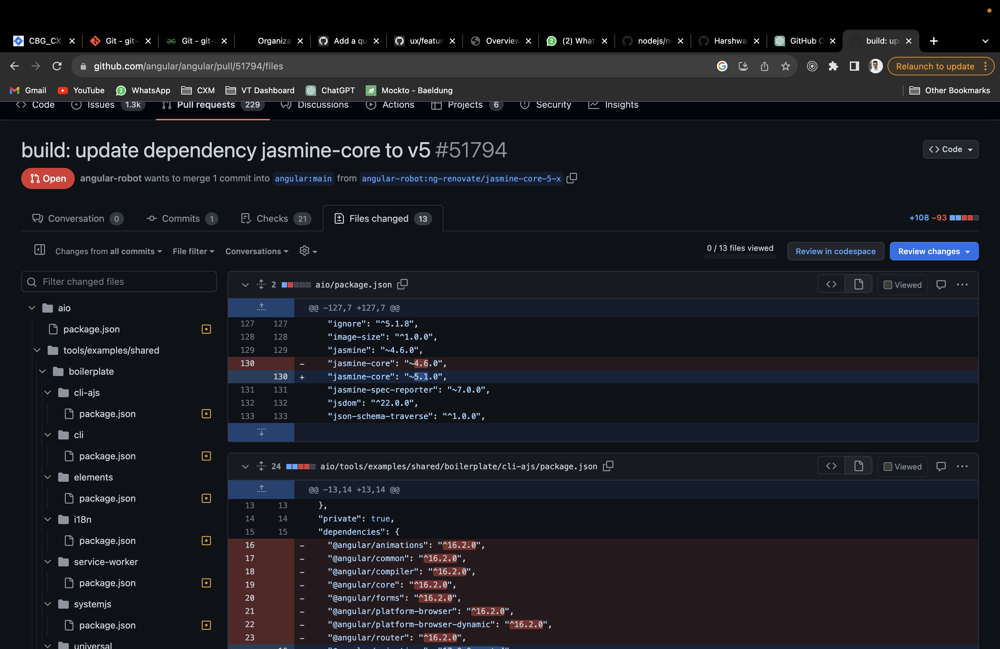 CBG_CX
Git - git-
Git - git-
Organiza
Add a qu
ux/featur
Overview
(2) What
nodejs/n
Harshwa
GitHub
build: up
github.com/angular/angular/pull/51794/files
Relaunch to update
Gmail
YouTube
2 WhatsApp
CXM
VT Dashboard
ChatGPT
Mockto - Baeldung
Other Bookmarks
Code
Issues 1.3k
Pull requests 229
Discussions
Actions
Projects 6
Security
Insights
build: update dependency jasmine-core to v5 #51794
Code
Open angular-robot wants to merge 1 commit into angular:main from angular-robot:ng-renovate/jasmine-core-5-x
Conversation 0
Commits 1
Checks 21
Files changed 13
+108 −93
Changes from all commits
File filter
Conversations
0 / 13 files viewed
Review in codespace
Review changes
Filter changed files
aio
package.json
tools/examples/shared
boilerplate
cli-ajs
package.json
cli
package.json
elements
package.json
i18n
package.json
service-worker
package.json
systemjs
package.json
universal
2 aio/package.json
Viewed
@@ -127,7 +127,7 @@
127 127 "ignore": "^5.1.8",
128 128 "image-size": "^1.0.0",
129 129 "jasmine": "~4.6.0",
130 - "jasmine-core": "~4.6.0",
130 + "jasmine-core": "~5.1.0",
131 131 "jasmine-spec-reporter": "~7.0.0",
132 132 "jsdom": "^22.0.0",
133 133 "json-schema-traverse": "^1.0.0",
24 aio/tools/examples/shared/boilerplate/cli-ajs/package.json
Viewed
@@ -13,14 +13,14 @@
13 13 },
14 14 "private": true,
15 15 "dependencies": {
16 - "@angular/animations": "^16.2.0",
17 - "@angular/common": "^16.2.0",
18 - "@angular/compiler": "^16.2.0",
19 - "@angular/core": "^16.2.0",
20 - "@angular/forms": "^16.2.0",
21 - "@angular/platform-browser": "^16.2.0",
22 - "@angular/platform-browser-dynamic": "^16.2.0",
23 - "@angular/router": "^16.2.0",